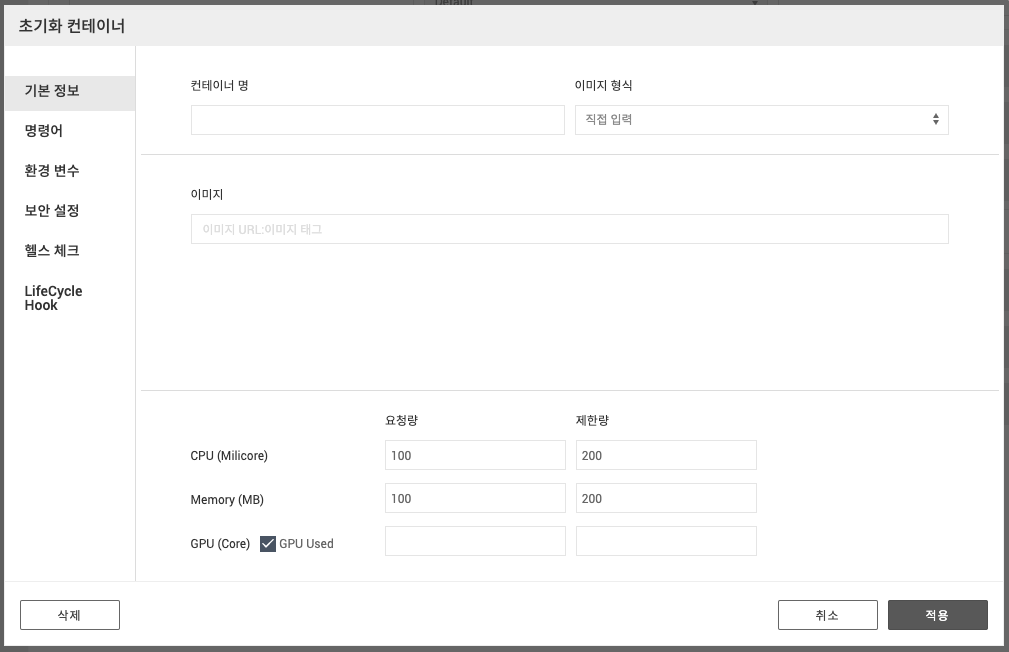 Default
초기화 컨테이너
기본 정보
명령어
환경 변수
보안 설정
헬스 체크
LifeCycle
Hook
컨테이너 명
이미지 형식
직접 입력
이미지
이미지 URL:이미지 태그
요청량
제한량
CPU (Milicore)
100
200
Memory (MB)
100
200
GPU (Core)
GPU Used
삭제
취소
적용